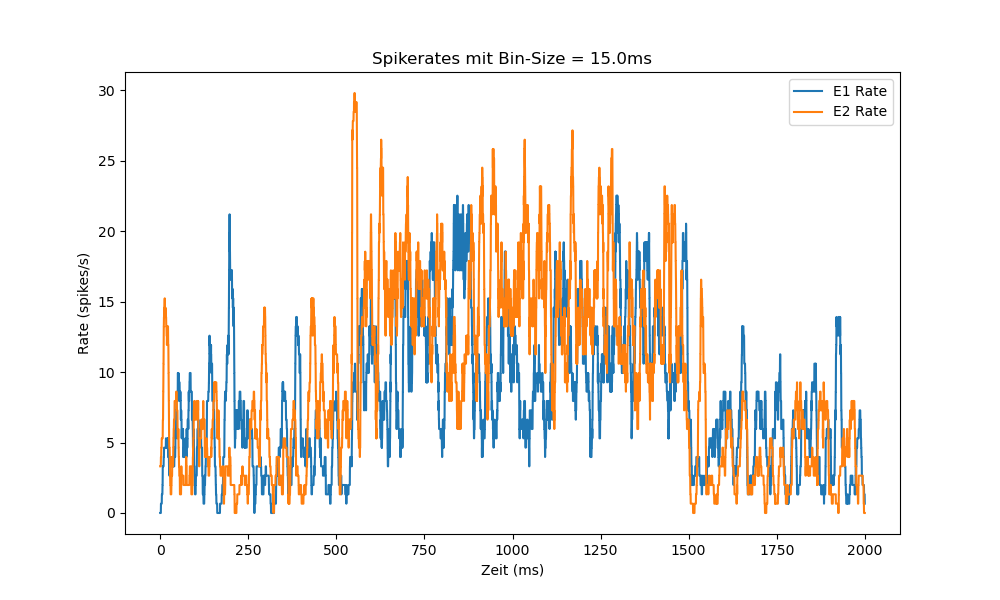 Spikerates mit Bin-Size = 15.0ms
E1 Rate
E2 Rate
Rate (spikes/s)
30
25
20
15
10
5
0
0 250 500 750 1000 1250 1500 1750 2000
Zeit (ms)